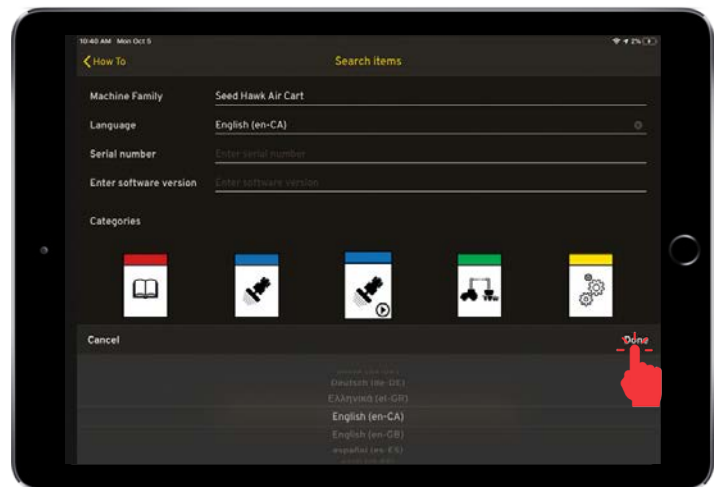 10:40 AM Mon Oct 5
2%
How To
Search items
Machine Family
Seed Hawk Air Cart
Language
English (en-CA)
Serial number
Enter serial number
Enter software version
Enter software version
Categories
Cancel
Done
Deutsch (de-DE)
Ελληνικά (el-GR)
English (en-CA)
English (en-GB)
español (es-ES)